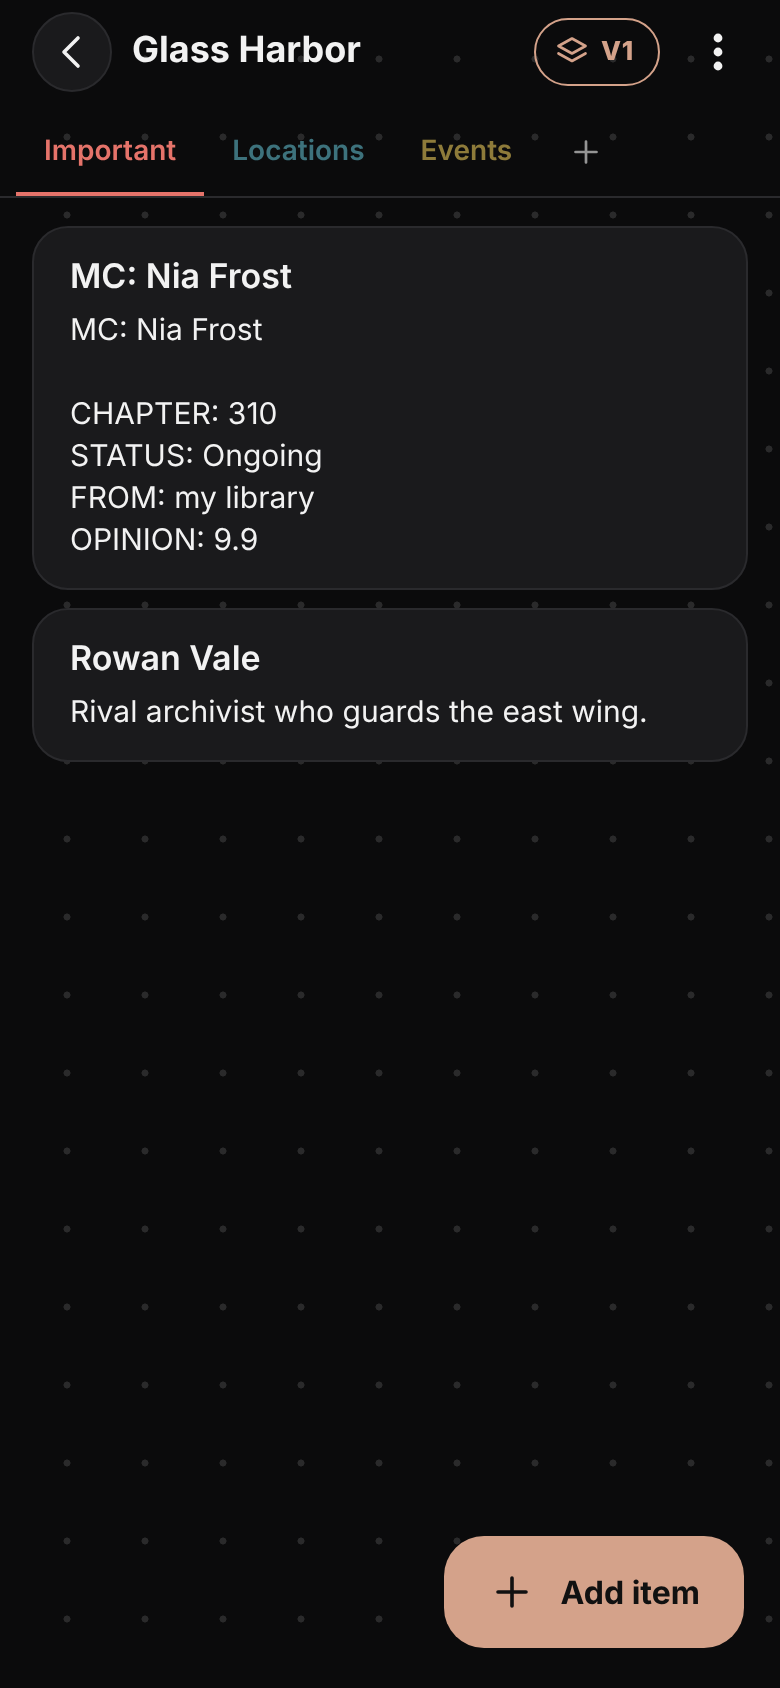 Glass Harbor
V1
Important
Locations
Events
MC: Nia Frost
MC: Nia Frost
CHAPTER: 310
STATUS: Ongoing
FROM: my library
OPINION: 9.9
Rowan Vale
Rival archivist who guards the east wing.
Add item